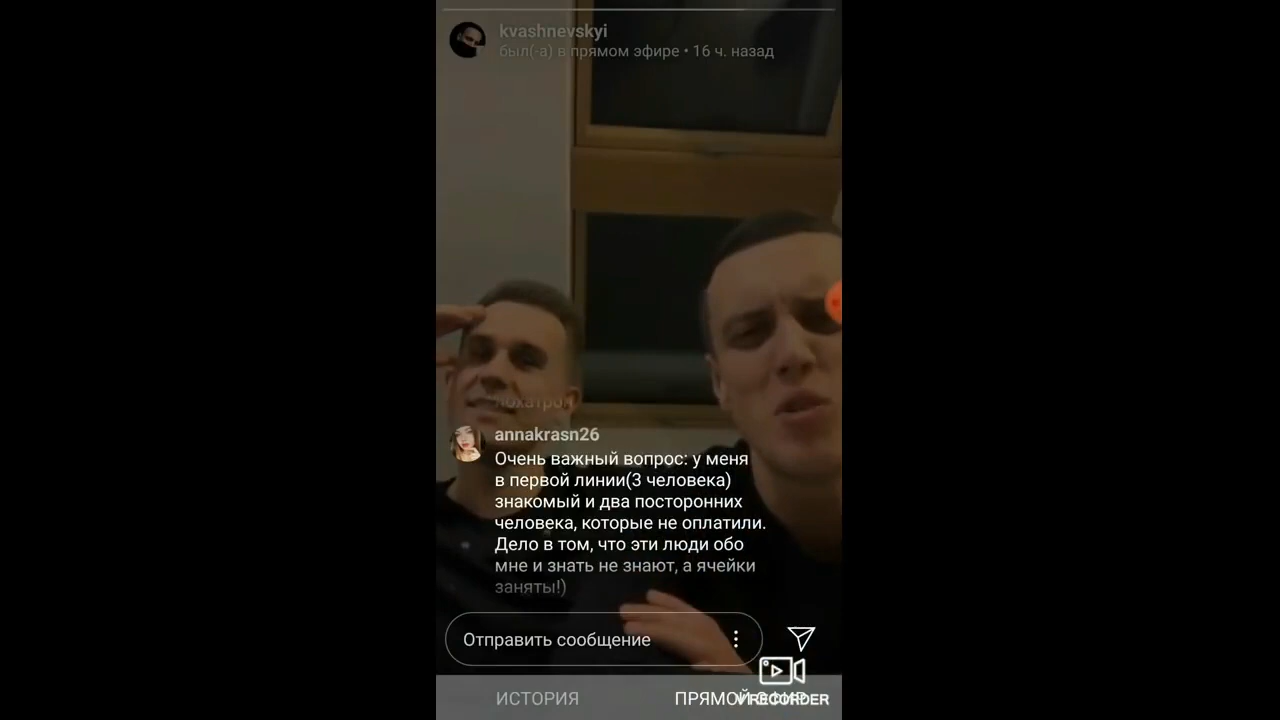 kvashnevskyi
был(-а) в прямом эфире • 16 ч. назад
лохатрон
annakrasn26
Очень важный вопрос: у меня
в первой линии(3 человека)
знакомый и два посторонних
человека, которые не оплатили.
Дело в том, что эти люди обо
мне и знать не знают, а ячейки
заняты!)
Отправить сообщение
ИСТОРИЯ
ПРЯМОЙ ЭФИР
VRECORDER